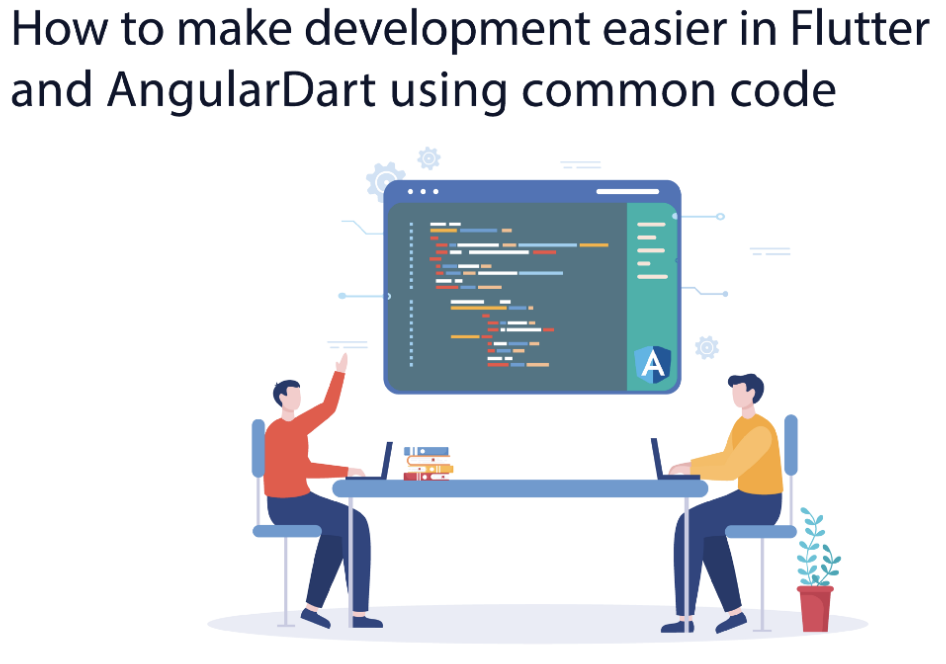 How to make development easier in Flutter
and AngularDart using common code
A